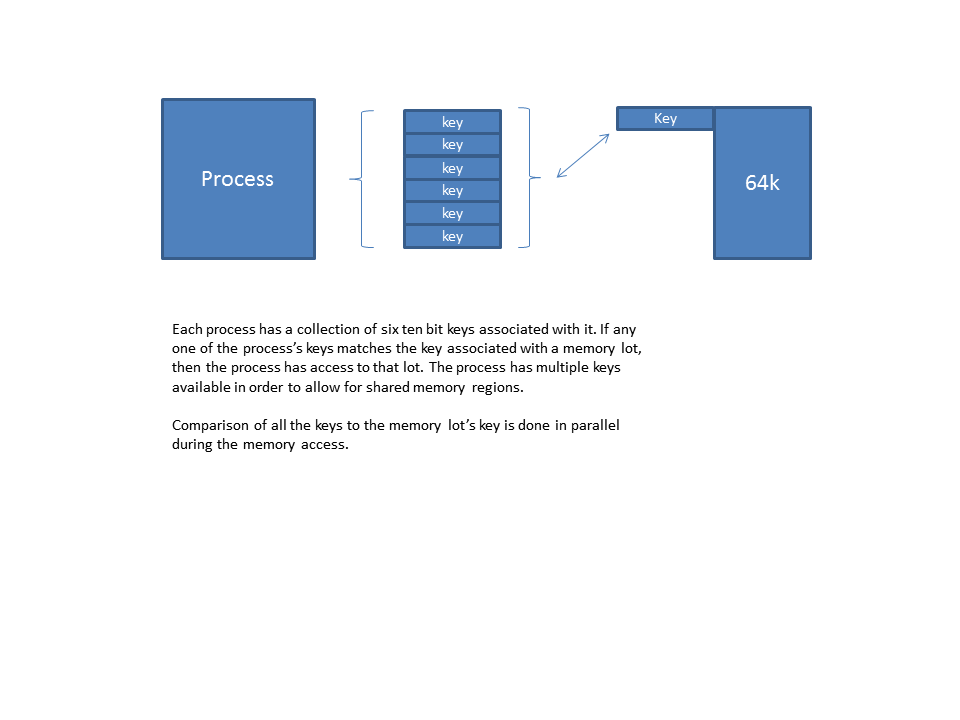 Process
key
key
key
key
key
key
Key
64k
Each process has a collection of six ten bit keys associated with it. If any
one of the process’s keys matches the key associated with a memory lot,
then the process has access to that lot. The process has multiple keys
available in order to allow for shared memory regions.
Comparison of all the keys to the memory lot’s key is done in parallel
during the memory access.